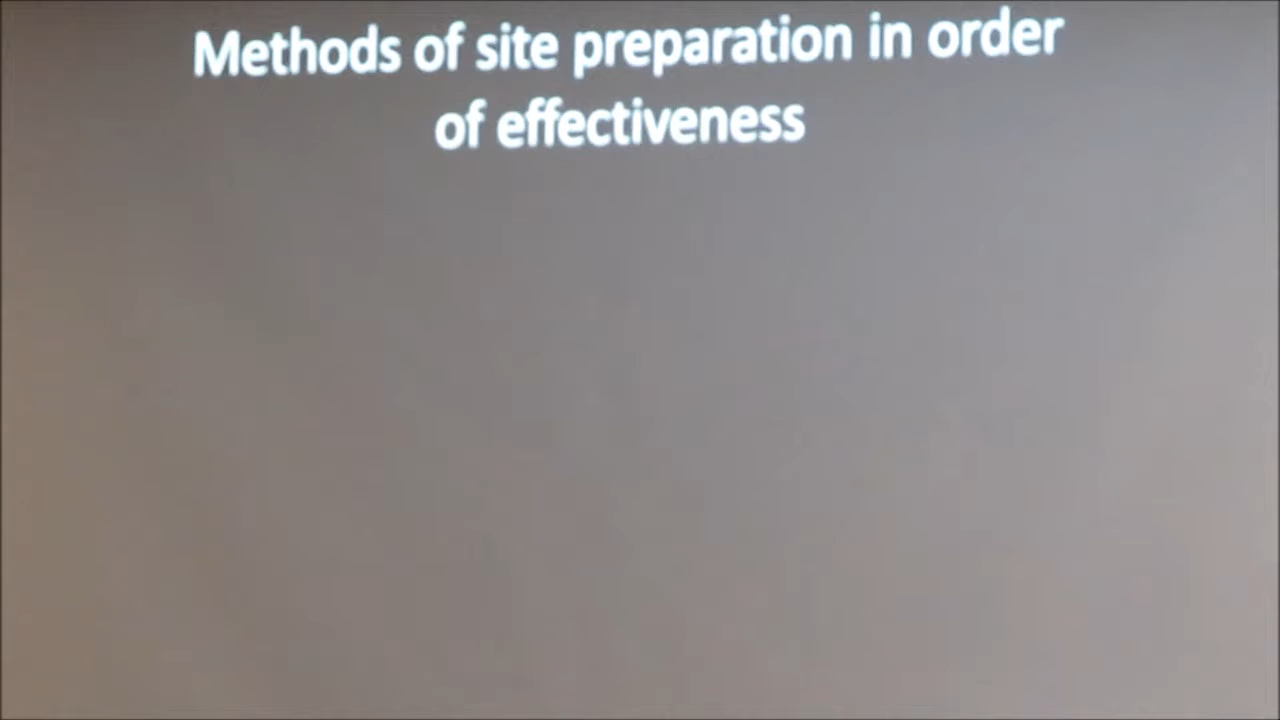 Methods of site preparation in order
of effectiveness